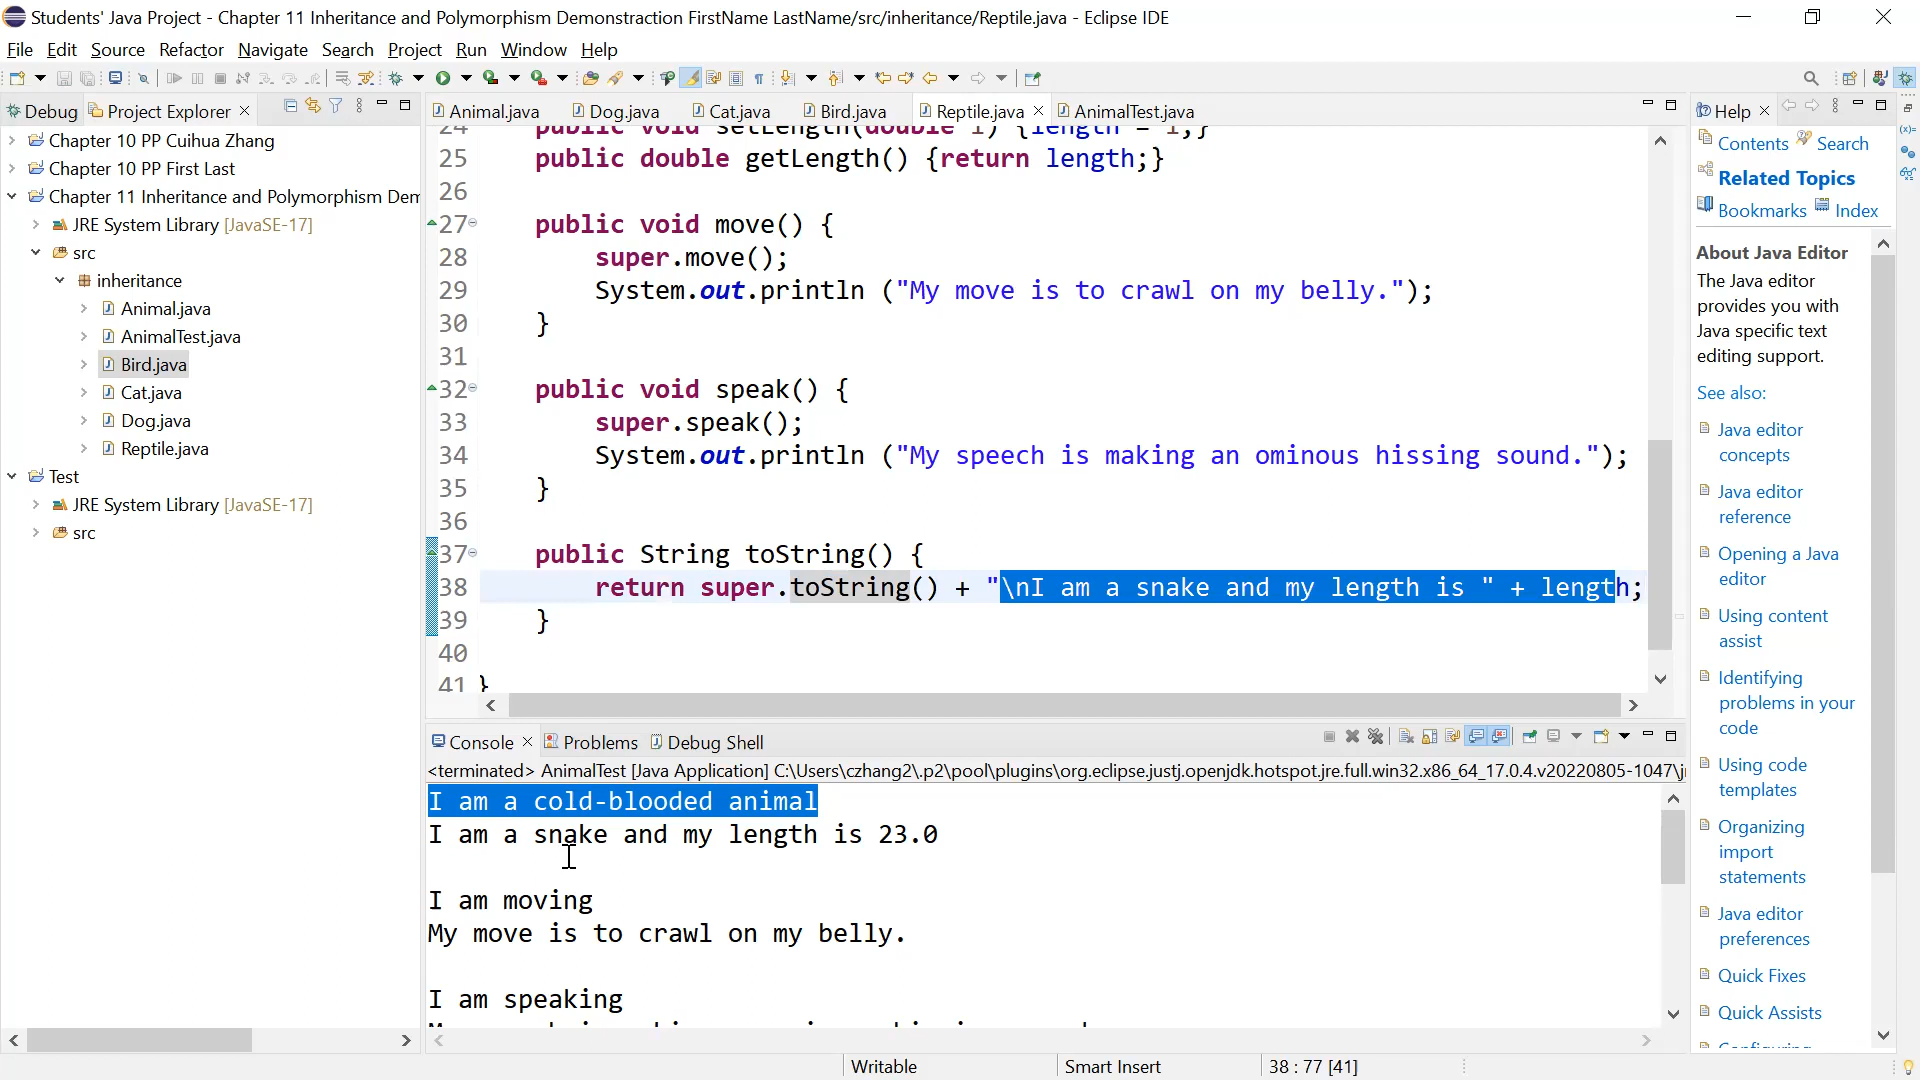 Students' Java Project - Chapter 11 Inheritance and Polymorphism Demonstraction FirstName LastName/src/inheritance/Reptile.java - Eclipse IDE
File Edit Source Refactor Navigate Search Project Run Window Help
Debug Project Explorer
Chapter 10 PP Cuihua Zhang
Chapter 10 PP First Last
Chapter 11 Inheritance and Polymorphism Dem
JRE System Library [JavaSE-17]
src
inheritance
Animal.java
AnimalTest.java
Bird.java
Cat.java
Dog.java
Reptile.java
Test
JRE System Library [JavaSE-17]
src
Animal.java Dog.java Cat.java Bird.java Reptile.java AnimalTest.java
24 public void setLength(double l) {length = l;}
25 public double getLength() {return length;}
26
27 public void move() {
28 super.move();
29 System.out.println ("My move is to crawl on my belly.");
30 }
31
32 public void speak() {
33 super.speak();
34 System.out.println ("My speech is making an ominous hissing sound.");
35 }
36
37 public String toString() {
38 return super.toString() + "\nI am a snake and my length is " + length;
39 }
40
41 }
Console Problems Debug Shell
<terminated> AnimalTest [Java Application] C:\Users\czhang2\.p2\pool\plugins\org.eclipse.justj.openjdk.hotspot.jre.full.win32.x86_64_17.0.4.v20220805-1047\j
I am a cold-blooded animal
I am a snake and my length is 23.0
I am moving
My move is to crawl on my belly.
I am speaking
Help
Contents Search
Related Topics
Bookmarks Index
About Java Editor
The Java editor
provides you with
Java specific text
editing support.
See also:
Java editor
concepts
Java editor
reference
Opening a Java
editor
Using content
assist
Identifying
problems in your
code
Using code
templates
Organizing
import
statements
Java editor
preferences
Quick Fixes
Quick Assists
Writable Smart Insert 38 : 77 [41]